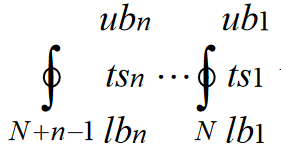 ubn ub1
∮ tsn ⋯ ∮ ts1
N+n−1 lbn N lb1